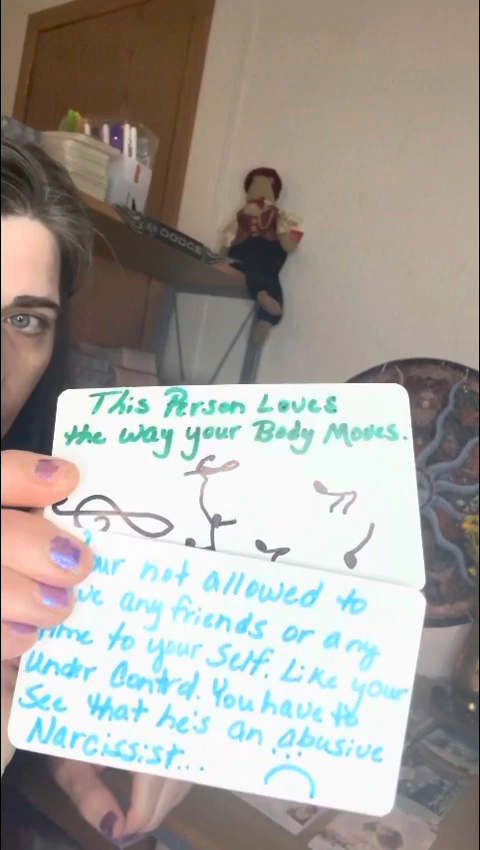 DODGE
This Person Loves
the way your Body Moves.
not allowed to
any friends or any
to your Self. Like your
Under Control. You have to
See that he's an abusive
Narcissist...